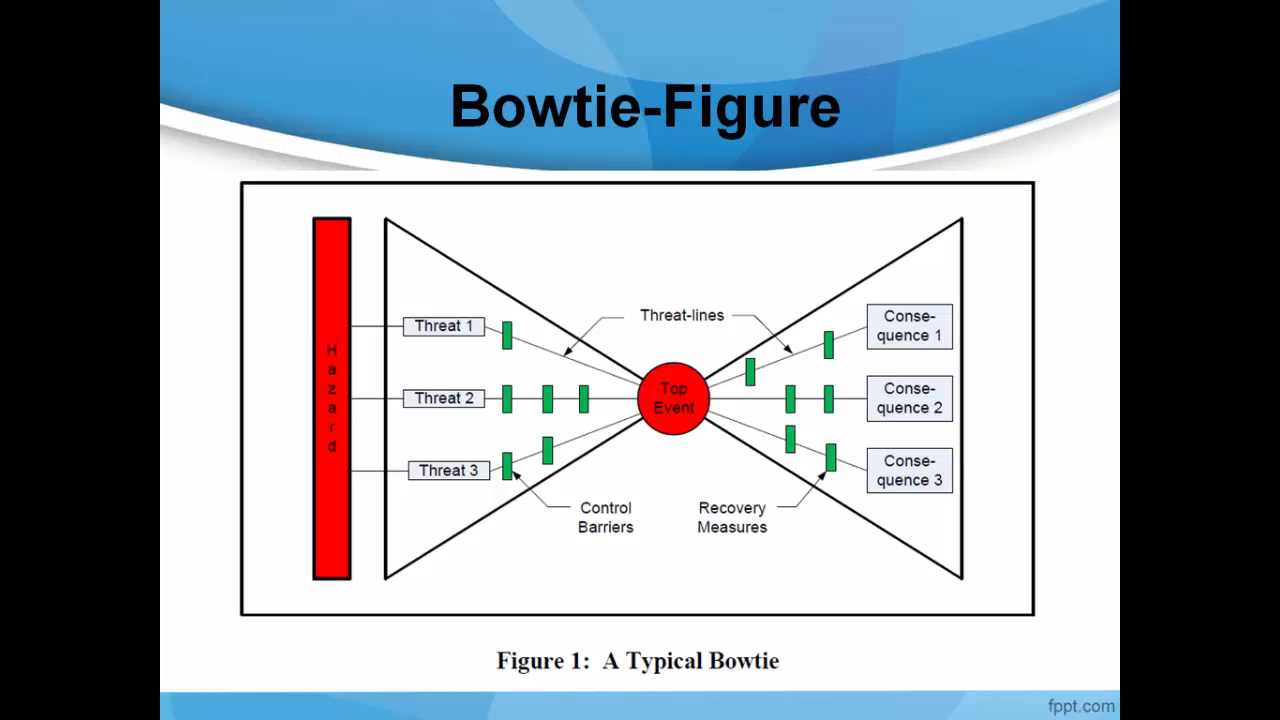 Bowtie-Figure
Hazard
Threat 1
Threat 2
Threat 3
Threat-lines
Top
Event
Control
Barriers
Recovery
Measures
Conse-
quence 1
Conse-
quence 2
Conse-
quence 3
Figure 1: A Typical Bowtie
fppt.com